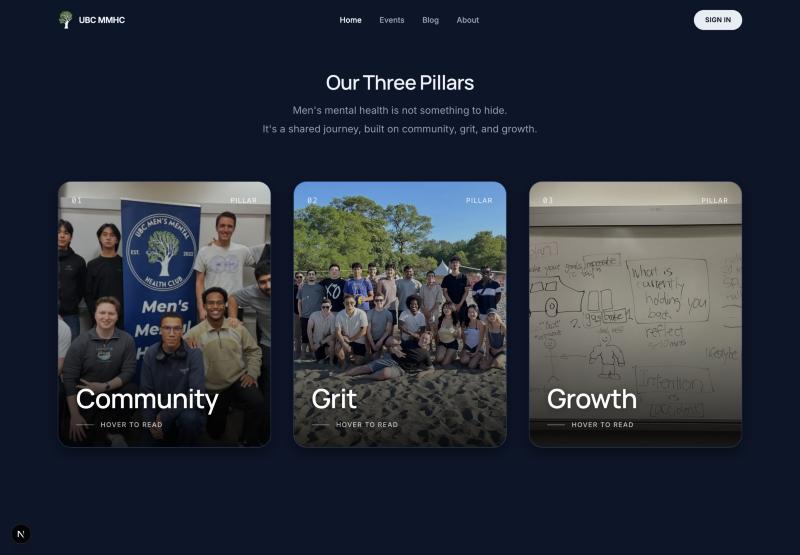 UBC MMHC
Home
Events
Blog
About
SIGN IN
Our Three Pillars
Men's mental health is not something to hide.
It's a shared journey, built on community, grit, and growth.
01
PILLAR
UBC MEN'S MENTAL
EST.
2022
HEALTH CLUB
Men's
Community
HOVER TO READ
02
PILLAR
XO
Grit
HOVER TO READ
03
PILLAR
what is
currently
holding you
back
reflect
Intention
is
Growth
HOVER TO READ
N